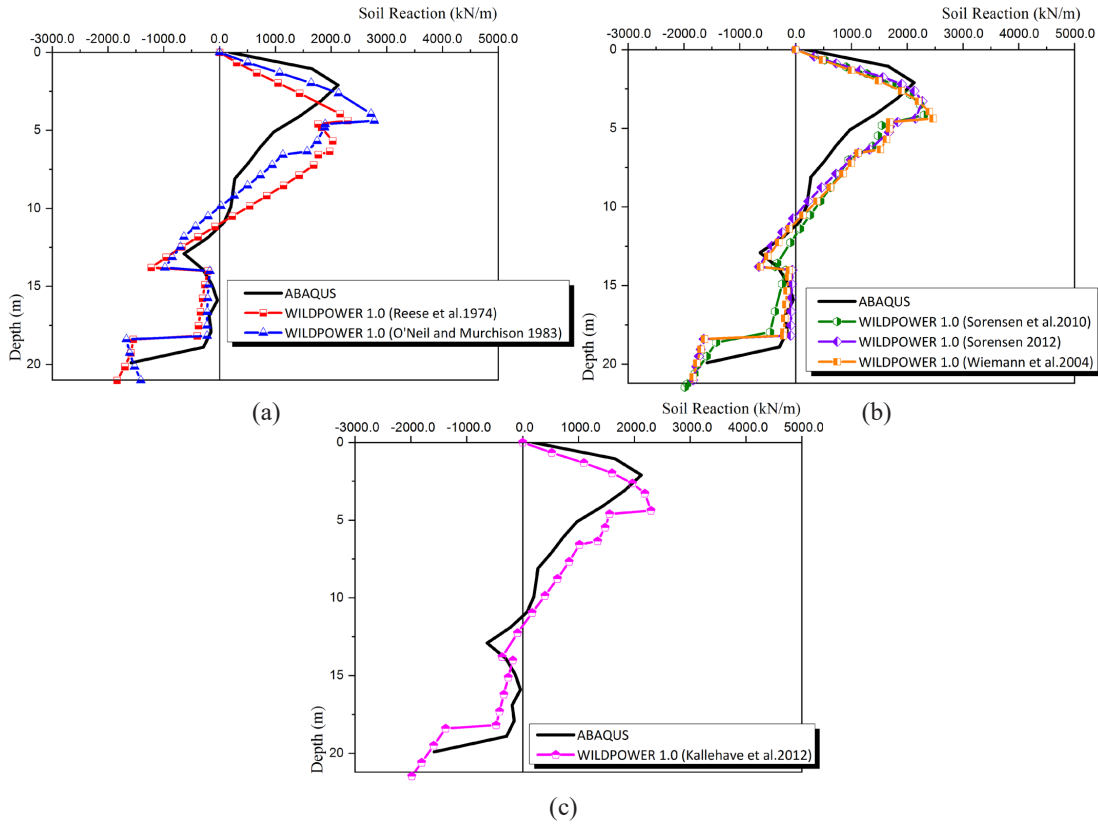 Soil Reaction (kN/m)
-3000.0 -2000.0 -1000.0 0.0 1000.0 2000.0 3000.0 4000.0 5000.0
0
5
10
15
20
Depth (m)
ABAQUS
WILDPOWER 1.0 (Reese et al.1974)
WILDPOWER 1.0 (O'Neil and Murchison 1983)
(a)
Soil Reaction (kN/m)
-3000.0 -2000.0 -1000.0 0.0 1000.0 2000.0 3000.0 4000.0 5000.0
0
5
10
15
20
Depth (m)
ABAQUS
WILDPOWER 1.0 (Sorensen et al.2010)
WILDPOWER 1.0 (Sorensen 2012)
WILDPOWER 1.0 (Wiemann et al.2004)
(b)
Soil Reaction (kN/m)
-3000.0 -2000.0 -1000.0 0.0 1000.0 2000.0 3000.0 4000.0 5000.0
0
5
10
15
20
Depth (m)
ABAQUS
WILDPOWER 1.0 (Kallehave et al.2012)
(c)